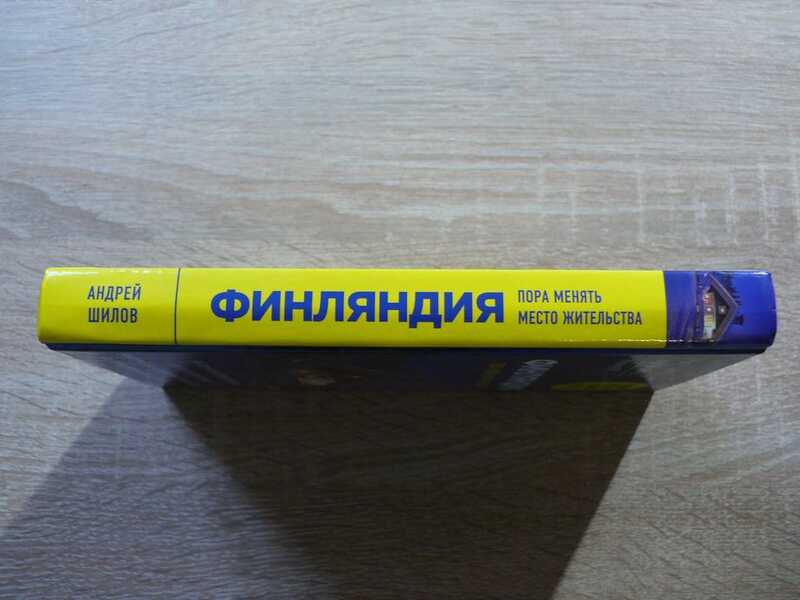 АНДРЕЙ
ШИЛОВ
ФИНЛЯНДИЯ
ПОРА МЕНЯТЬ
МЕСТО ЖИТЕЛЬСТВА